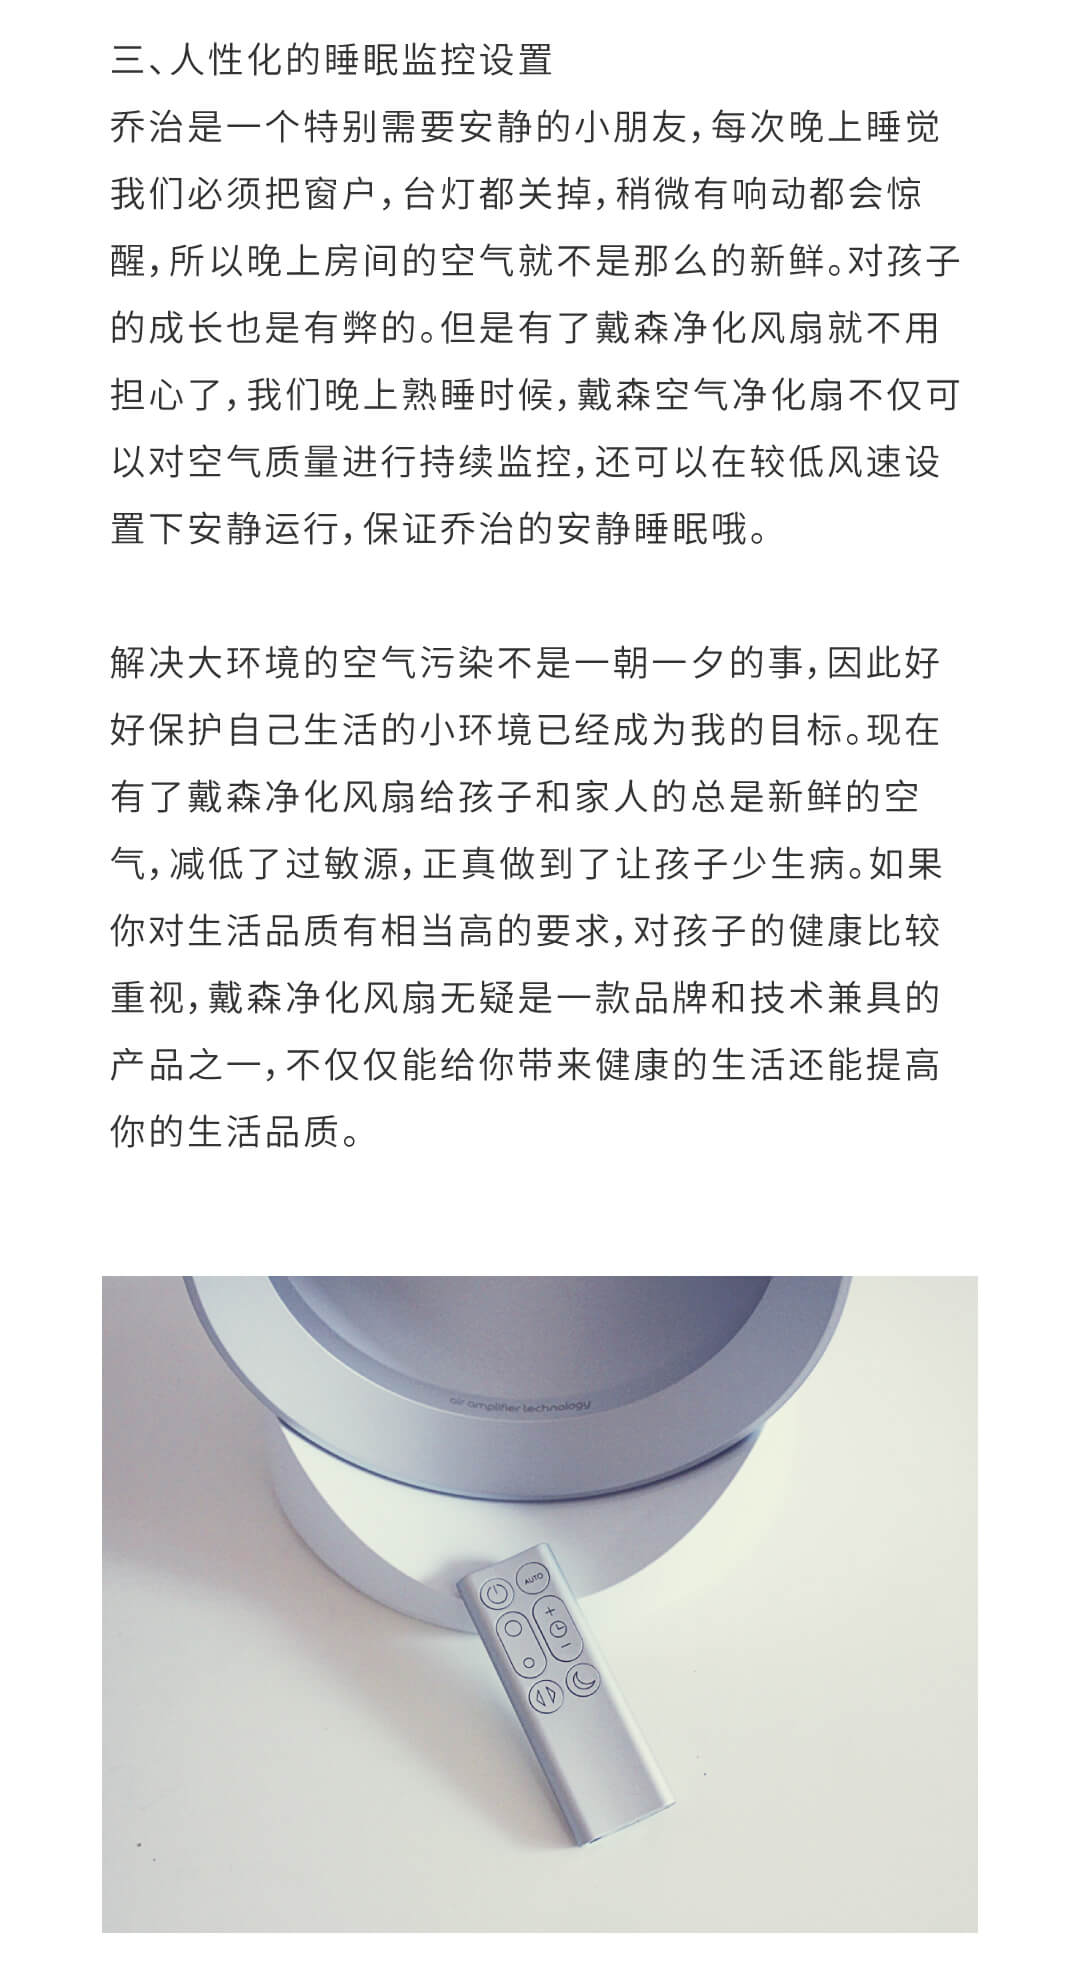 三、人性化的睡眠监控设置
乔治是一个特别需要安静的小朋友，每次晚上睡觉
我们必须把窗户，台灯都关掉，稍微有响动都会惊
醒，所以晚上房间的空气就不是那么的新鲜。对孩子
的成长也是有弊的。但是有了戴森净化风扇就不用
担心了，我们晚上熟睡时候，戴森空气净化扇不仅可
以对空气质量进行持续监控，还可以在较低风速设
置下安静运行，保证乔治的安静睡眠哦。
解决大环境的空气污染不是一朝一夕的事，因此好
好保护自己生活的小环境已经成为我的目标。现在
有了戴森净化风扇给孩子和家人的总是新鲜的空
气，减低了过敏源，正真做到了让孩子少生病。如果
你对生活品质有相当高的要求，对孩子的健康比较
重视，戴森净化风扇无疑是一款品牌和技术兼具的
产品之一，不仅仅能给你带来健康的生活还能提高
你的生活品质。
air amplifier technology
AUTO